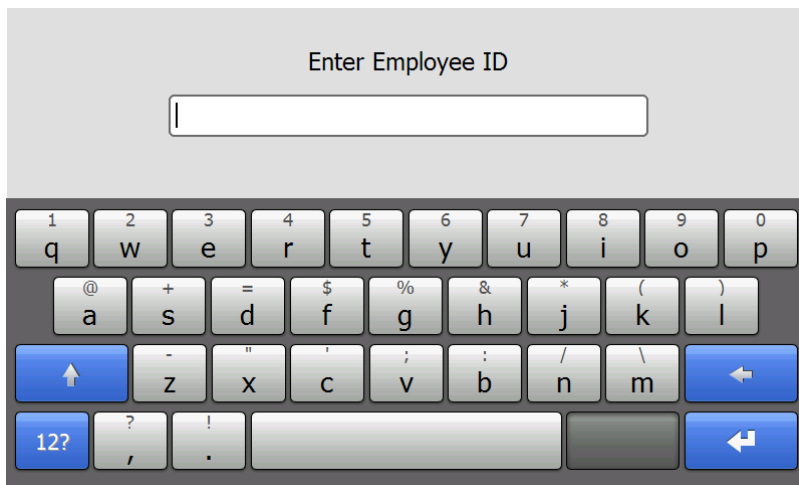 Enter Employee ID
1 2 3 4 5 6 7 8 9 0
q w e r t y u i o p
@ + = $ % & * ( )
a s d f g h j k l
- " ' ; : / \
z x c v b n m
? !
12? , .